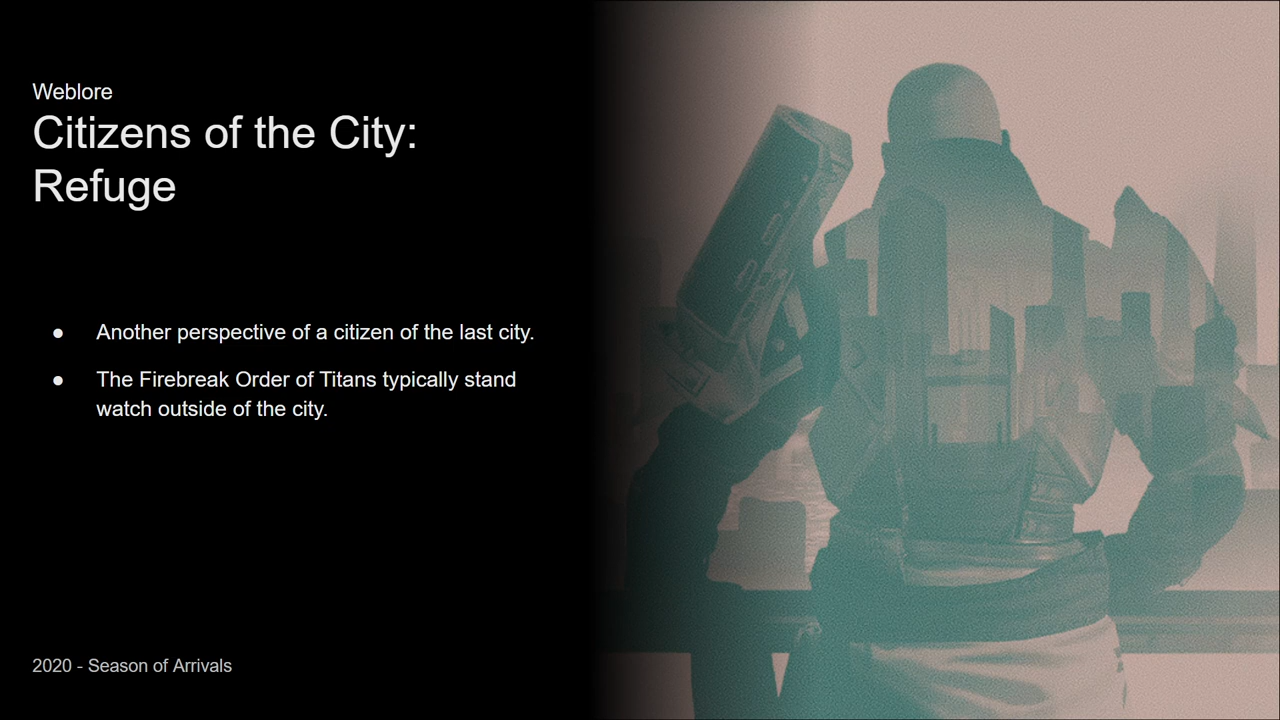 Weblore
Citizens of the City:
Refuge
● Another perspective of a citizen of the last city.
● The Firebreak Order of Titans typically stand
watch outside of the city.
2020 - Season of Arrivals